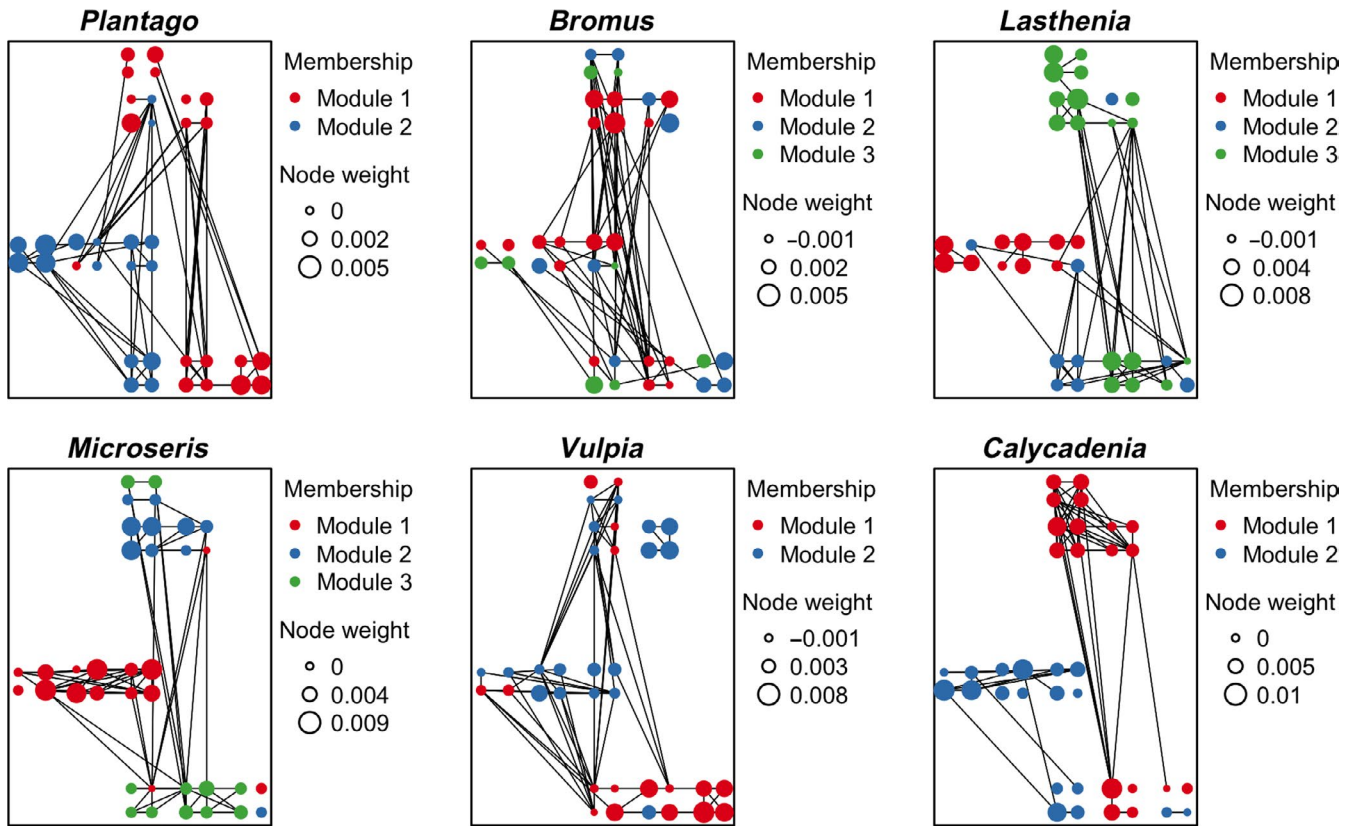 Plantago
Membership
Module 1
Module 2
Node weight
0
0.002
0.005
Bromus
Membership
Module 1
Module 2
Module 3
Node weight
−0.001
0.002
0.005
Lasthenia
Membership
Module 1
Module 2
Module 3
Node weight
−0.001
0.004
0.008
Microseris
Membership
Module 1
Module 2
Module 3
Node weight
0
0.004
0.009
Vulpia
Membership
Module 1
Module 2
Node weight
−0.001
0.003
0.008
Calycadenia
Membership
Module 1
Module 2
Node weight
0
0.005
0.01